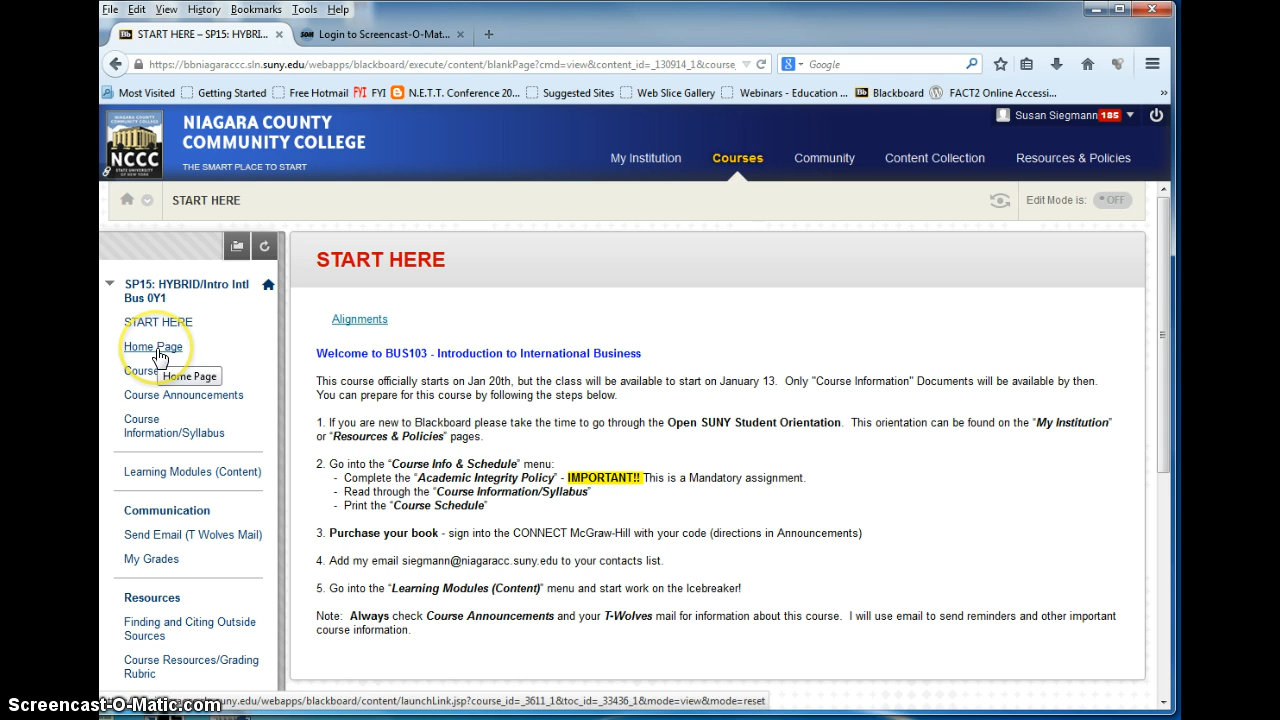 File Edit View History Bookmarks Tools Help
START HERE – SP15: HYBRI... × Login to Screencast-O-Mat... × +
https://bbniagaraccc.sln.suny.edu/webapps/blackboard/execute/content/blankPage?cmd=view&content_id=_130914_1&course_ Google
Most Visited Getting Started Free Hotmail FYI FYI N.E.T.T. Conference 20... Suggested Sites Web Slice Gallery Webinars - Education ... Bb Blackboard FACT2 Online Accessi... »
Susan Siegmann 185
NIAGARA COUNTY
COMMUNITY COLLEGE
THE SMART PLACE TO START
NCCC
My Institution Courses Community Content Collection Resources & Policies
START HERE Edit Mode is: OFF
SP15: HYBRID/Intro Intl
Bus 0Y1
START HERE
Home Page
Course
Home Page
Course Announcements
Course
Information/Syllabus
Learning Modules (Content)
Communication
Send Email (T Wolves Mail)
My Grades
Resources
Finding and Citing Outside
Sources
Course Resources/Grading
Rubric
START HERE
Alignments
Welcome to BUS103 - Introduction to International Business
This course officially starts on Jan 20th, but the class will be available to start on January 13. Only "Course Information" Documents will be available by then.
You can prepare for this course by following the steps below.
1. If you are new to Blackboard please take the time to go through the Open SUNY Student Orientation. This orientation can be found on the “My Institution”
or “Resources & Policies” pages.
2. Go into the “Course Info & Schedule” menu:
- Complete the “Academic Integrity Policy” - IMPORTANT!! This is a Mandatory assignment.
- Read through the “Course Information/Syllabus”
- Print the “Course Schedule”
3. Purchase your book - sign into the CONNECT McGraw-Hill with your code (directions in Announcements)
4. Add my email siegmann@niagaracc.suny.edu to your contacts list.
5. Go into the “Learning Modules (Content)” menu and start work on the Icebreaker!
Note: Always check Course Announcements and your T-Wolves mail for information about this course. I will use email to send reminders and other important
course information.
suny.edu/webapps/blackboard/content/launchLink.jsp?course_id=_3611_1&toc_id=_33436_1&mode=view&mode=reset
Screencast-O-Matic.com